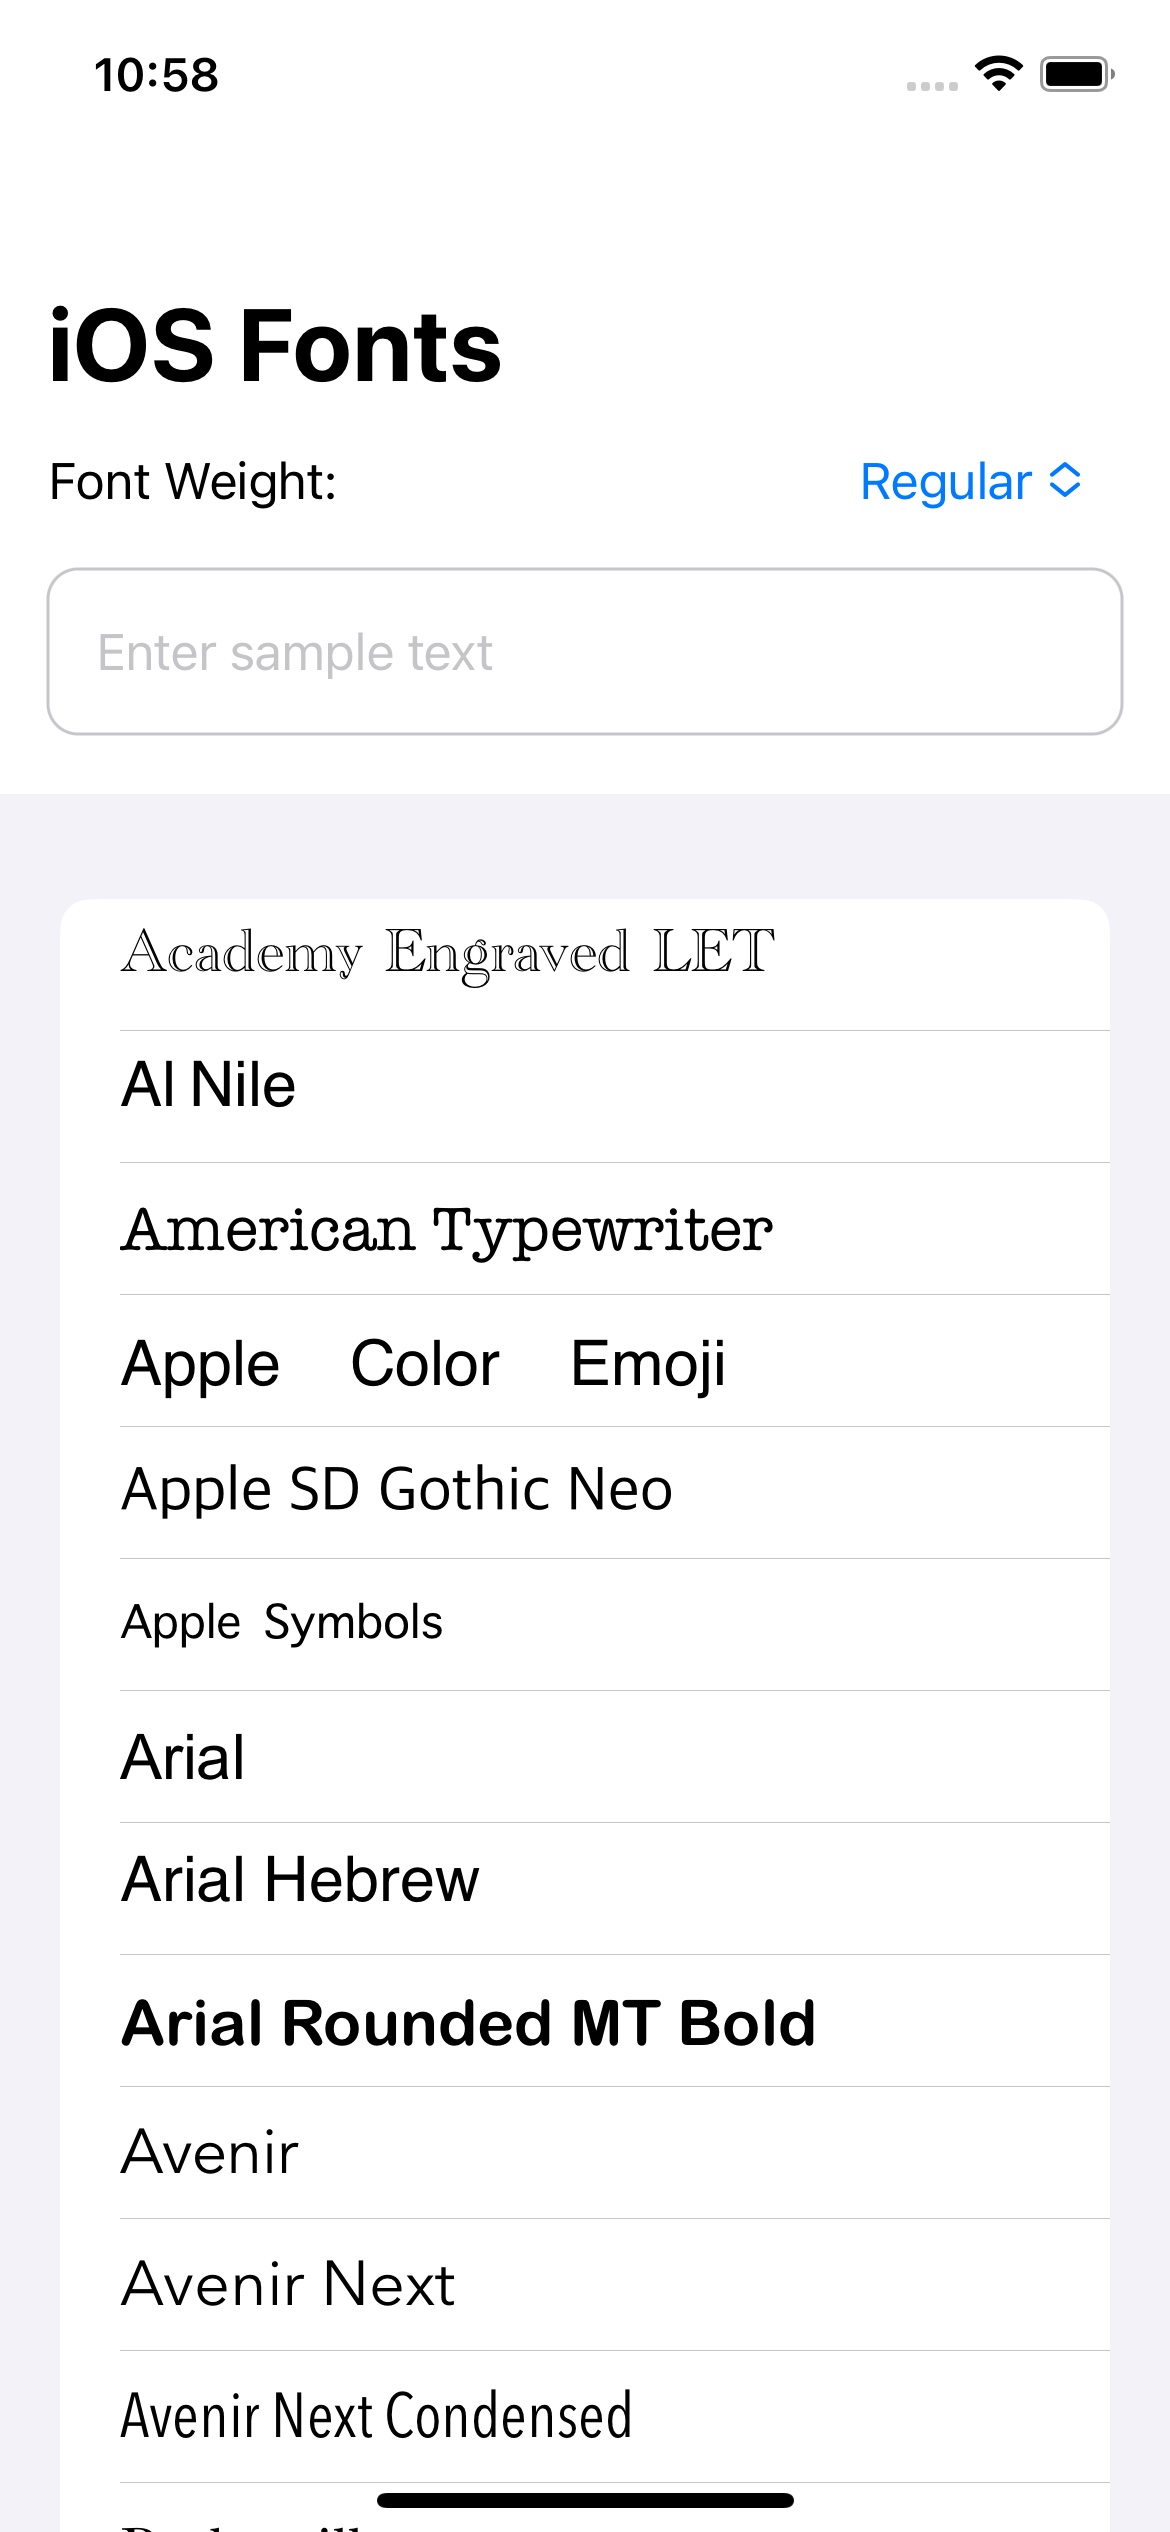 10:58
iOS Fonts
Font Weight: Regular
Enter sample text
Academy Engraved LET
Al Nile
American Typewriter
Apple Color Emoji
Apple SD Gothic Neo
Apple Symbols
Arial
Arial Hebrew
Arial Rounded MT Bold
Avenir
Avenir Next
Avenir Next Condensed